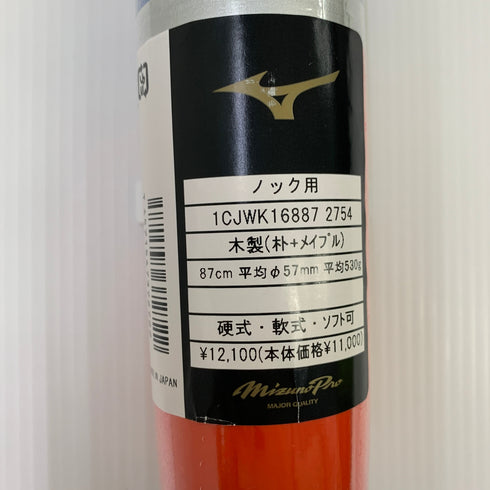 ノック用
1CJWK16887 2754
木製(朴+メイプル)
87cm 平均φ57mm 平均530g
硬式・軟式・ソフト可
¥12,100(本体価格¥11,000)
Mizuno Pro
MAJOR QUALITY
IN JAPAN